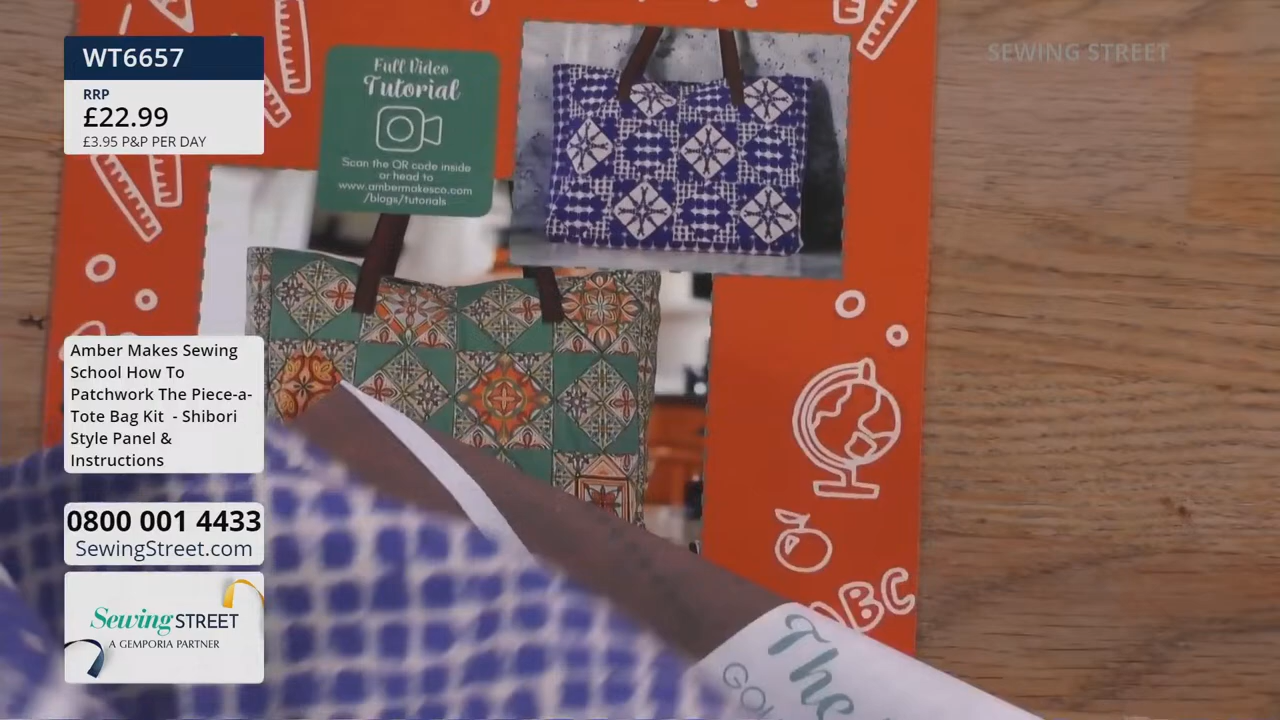 WT6657
RRP
£22.99
£3.95 P&P PER DAY
SEWING STREET
Full Video
Tutorial
Scan the QR code inside
or head to
www.ambermakesco.com
/blogs/tutorials
Amber Makes Sewing
School How To
Patchwork The Piece-a-
Tote Bag Kit - Shibori
Style Panel &
Instructions
0800 001 4433
SewingStreet.com
Sewing STREET
A GEMPORIA PARTNER
ABC
The